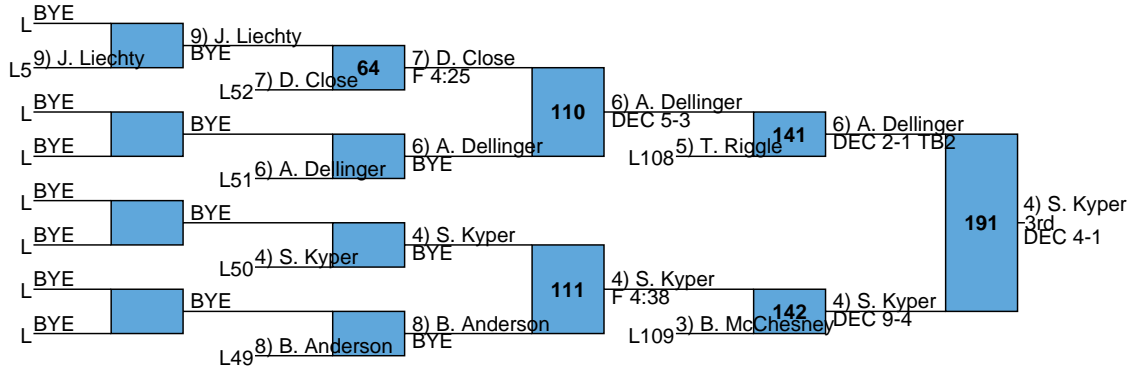 L BYE
L5 9) J. Liechty
9) J. Liechty
BYE
L52 7) D. Close
64
7) D. Close
F 4:25
L BYE
L BYE
BYE
L51 6) A. Dellinger
6) A. Dellinger
BYE
110
6) A. Dellinger
DEC 5-3
L108 5) T. Riggle
141
6) A. Dellinger
DEC 2-1 TB2
L BYE
L BYE
BYE
L50 4) S. Kyper
4) S. Kyper
BYE
L BYE
L BYE
BYE
L49 8) B. Anderson
8) B. Anderson
BYE
111
4) S. Kyper
F 4:38
L109 3) B. McChesney
142
4) S. Kyper
DEC 9-4
191
4) S. Kyper
3rd
DEC 4-1